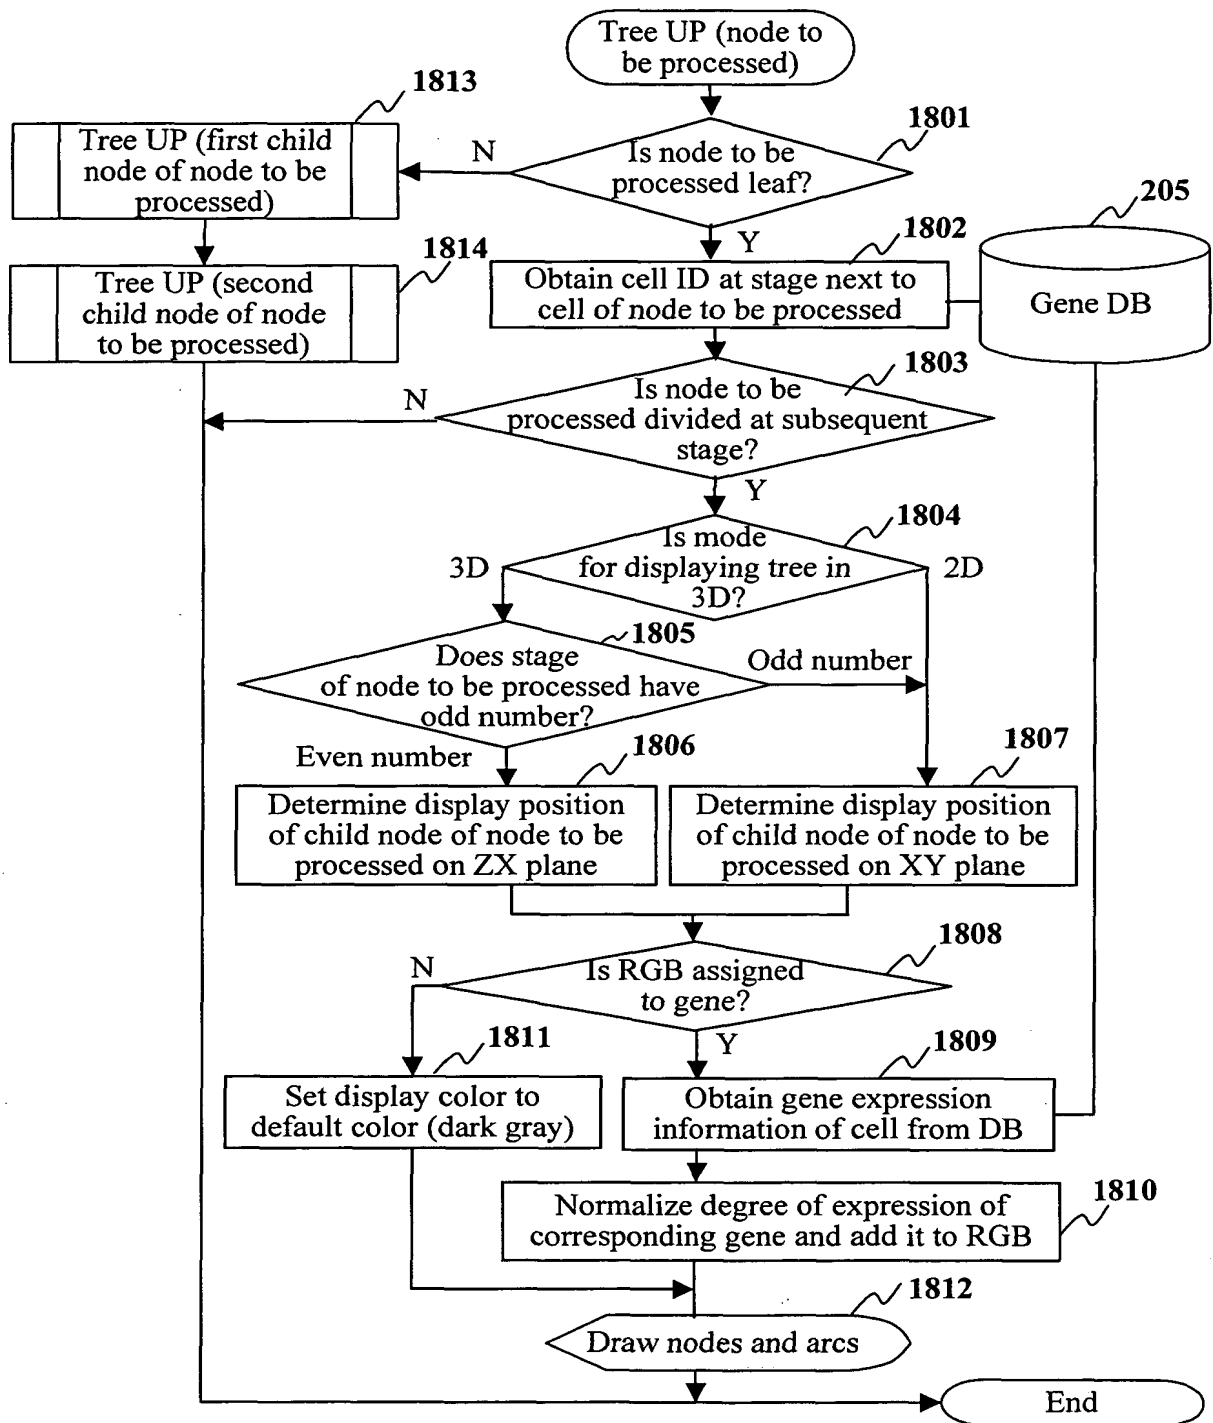 Tree UP (node to
be processed)
1813
1801
Tree UP (first child
node of node to be
processed)
N
Is node to be
processed leaf?
205
Y
1802
1814
Tree UP (second
child node of node
to be processed)
Obtain cell ID at stage next to
cell of node to be processed
Gene DB
1803
N
Is node to be
processed divided at subsequent
stage?
Y
1804
Is mode
for displaying tree in
3D?
3D
2D
1805
Does stage
of node to be processed have
odd number?
Odd number
Even number
1806
1807
Determine display position
of child node of node to be
processed on ZX plane
Determine display position
of child node of node to be
processed on XY plane
1808
N
Is RGB assigned
to gene?
Y
1811
1809
Set display color to
default color (dark gray)
Obtain gene expression
information of cell from DB
1810
Normalize degree of expression of
corresponding gene and add it to RGB
1812
Draw nodes and arcs
End